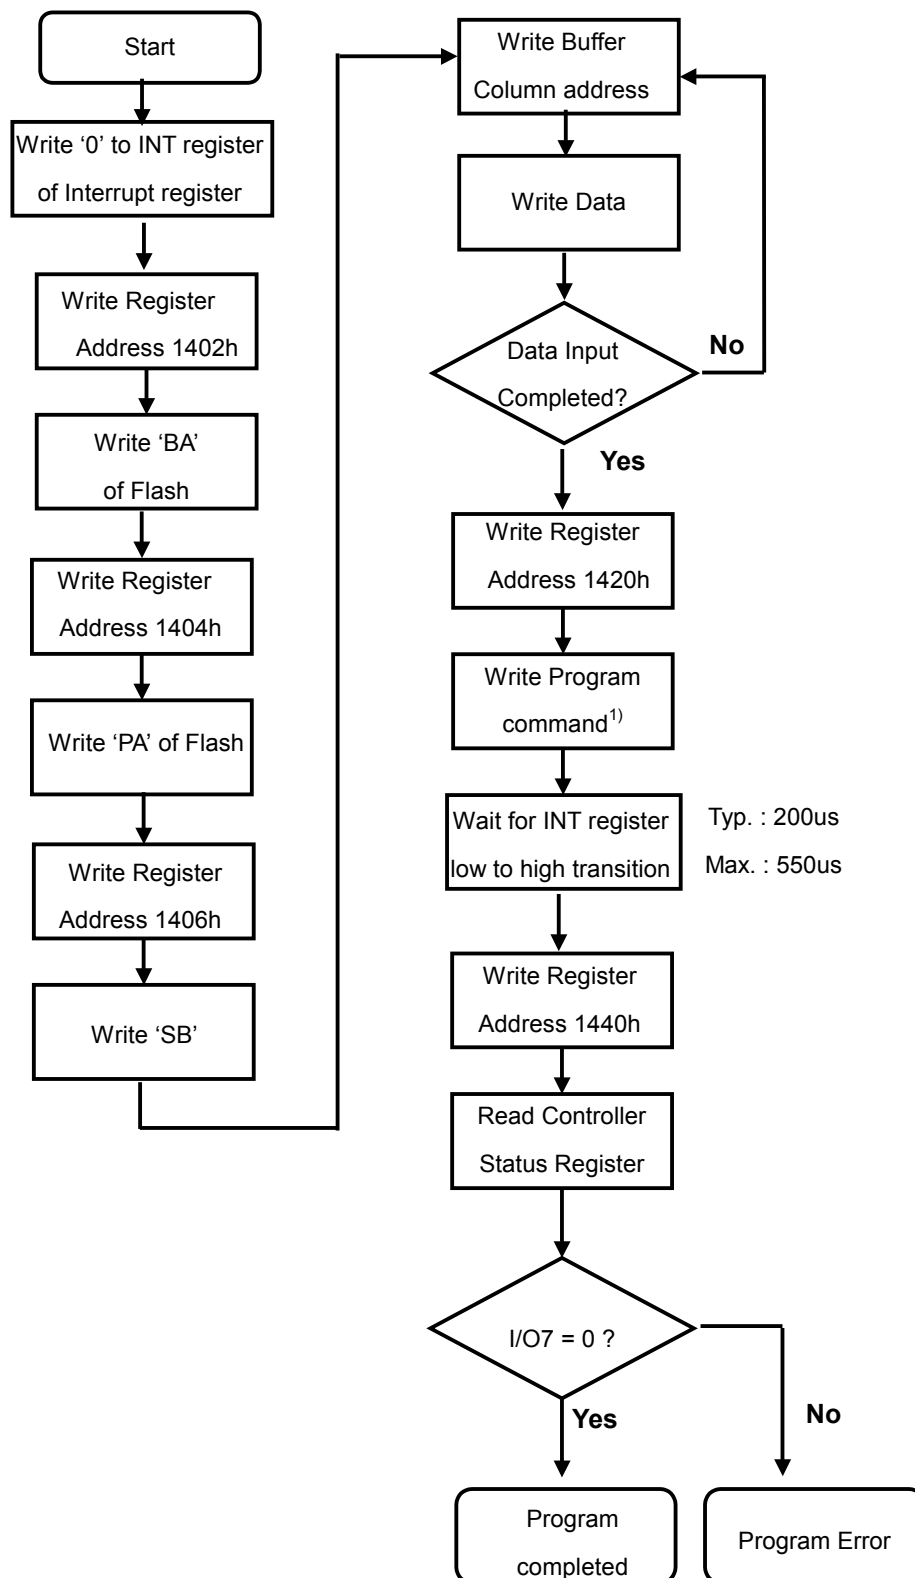 Start
Write ‘0’ to INT register
of Interrupt register
Write Register
Address 1402h
Write ‘BA’
of Flash
Write Register
Address 1404h
Write ‘PA’ of Flash
Write Register
Address 1406h
Write ‘SB’
Write Buffer
Column address
Write Data
Data Input
Completed?
No
Yes
Write Register
Address 1420h
Write Program
command1)
Wait for INT register
low to high transition
Typ. : 200us
Max. : 550us
Write Register
Address 1440h
Read Controller
Status Register
I/O7 = 0 ?
Yes
No
Program
completed
Program Error